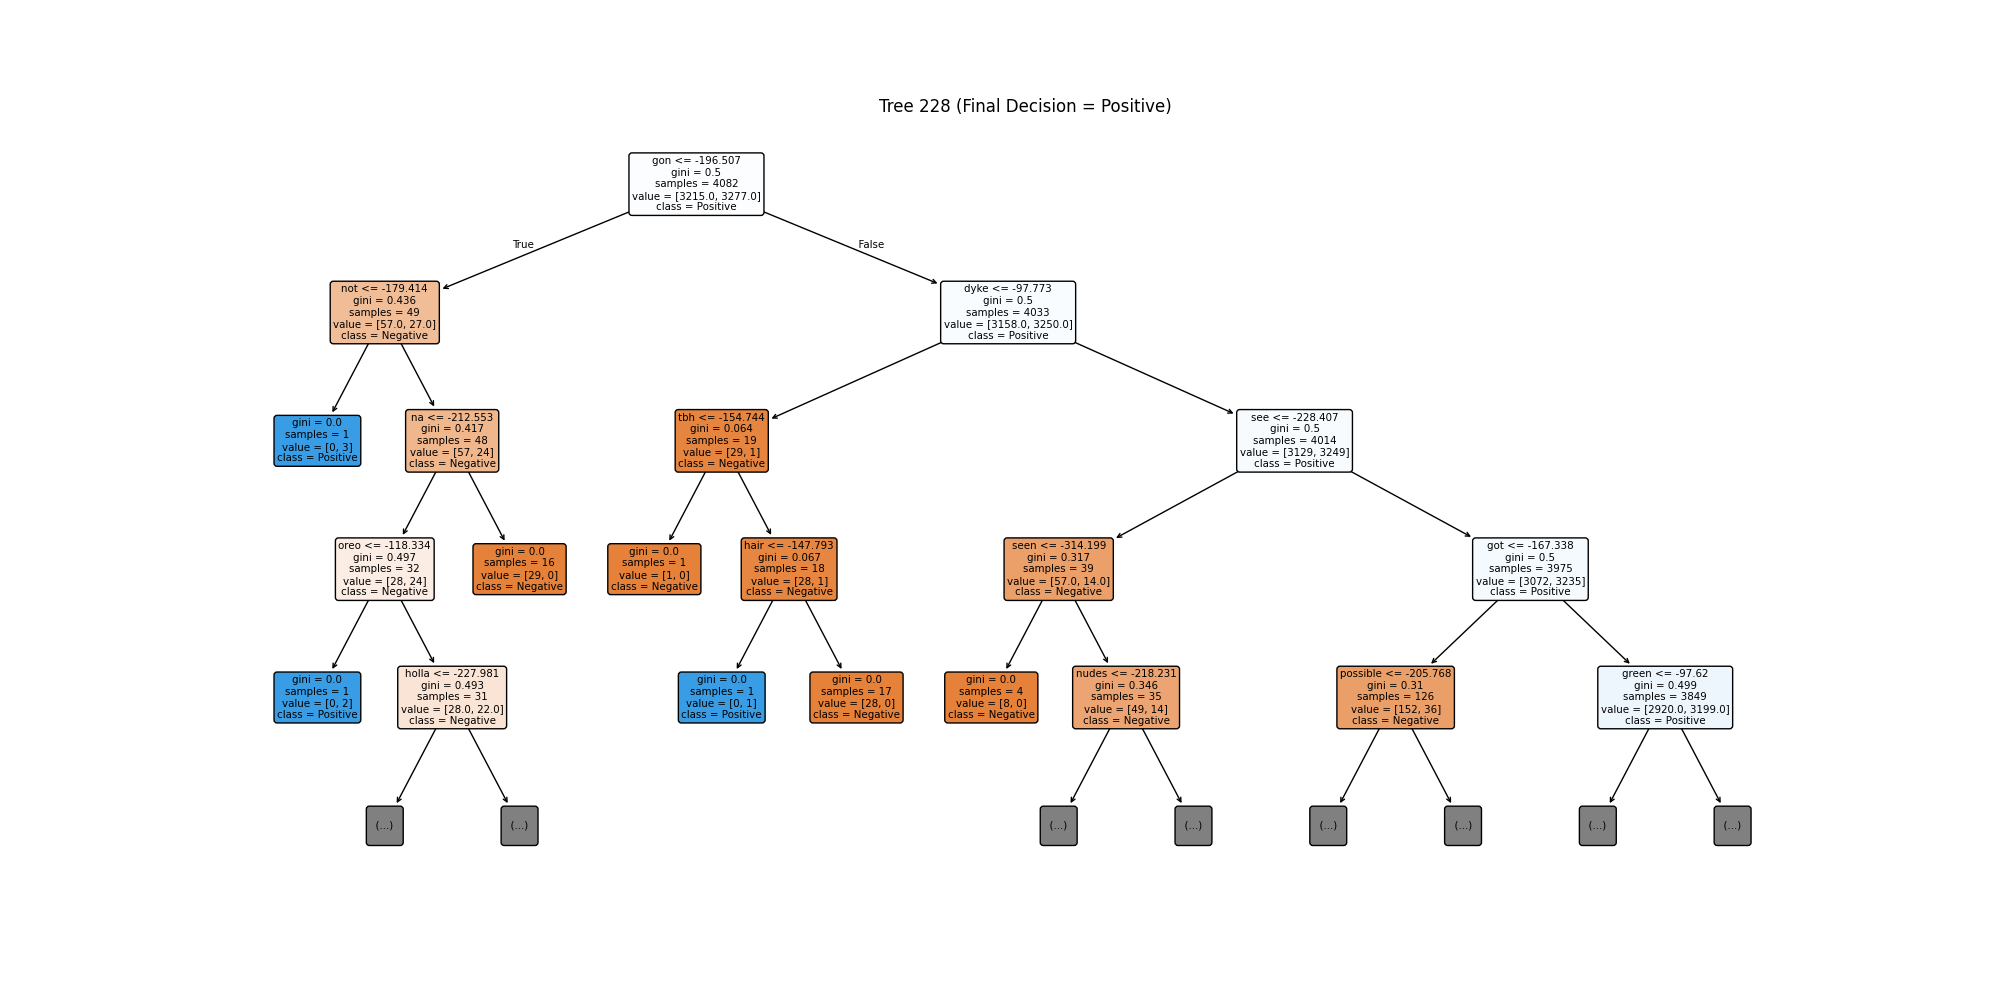 Tree 228 (Final Decision = Positive)
gon <= -196.507
gini = 0.5
samples = 4082
value = [3215.0, 3277.0]
class = Positive
True
False
not <= -179.414
gini = 0.436
samples = 49
value = [57.0, 27.0]
class = Negative
dyke <= -97.773
gini = 0.5
samples = 4033
value = [3158.0, 3250.0]
class = Positive
gini = 0.0
samples = 1
value = [0, 3]
class = Positive
na <= -212.553
gini = 0.417
samples = 48
value = [57, 24]
class = Negative
tbh <= -154.744
gini = 0.064
samples = 19
value = [29, 1]
class = Negative
see <= -228.407
gini = 0.5
samples = 4014
value = [3129, 3249]
class = Positive
oreo <= -118.334
gini = 0.497
samples = 32
value = [28, 24]
class = Negative
gini = 0.0
samples = 16
value = [29, 0]
class = Negative
gini = 0.0
samples = 1
value = [1, 0]
class = Negative
hair <= -147.793
gini = 0.067
samples = 18
value = [28, 1]
class = Negative
seen <= -314.199
gini = 0.317
samples = 39
value = [57.0, 14.0]
class = Negative
got <= -167.338
gini = 0.5
samples = 3975
value = [3072, 3235]
class = Positive
gini = 0.0
samples = 1
value = [0, 2]
class = Positive
holla <= -227.981
gini = 0.493
samples = 31
value = [28.0, 22.0]
class = Negative
gini = 0.0
samples = 1
value = [0, 1]
class = Positive
gini = 0.0
samples = 17
value = [28, 0]
class = Negative
gini = 0.0
samples = 4
value = [8, 0]
class = Negative
nudes <= -218.231
gini = 0.346
samples = 35
value = [49, 14]
class = Negative
possible <= -205.768
gini = 0.31
samples = 126
value = [152, 36]
class = Negative
green <= -97.62
gini = 0.499
samples = 3849
value = [2920.0, 3199.0]
class = Positive
(...)
(...)
(...)
(...)
(...)
(...)
(...)
(...)